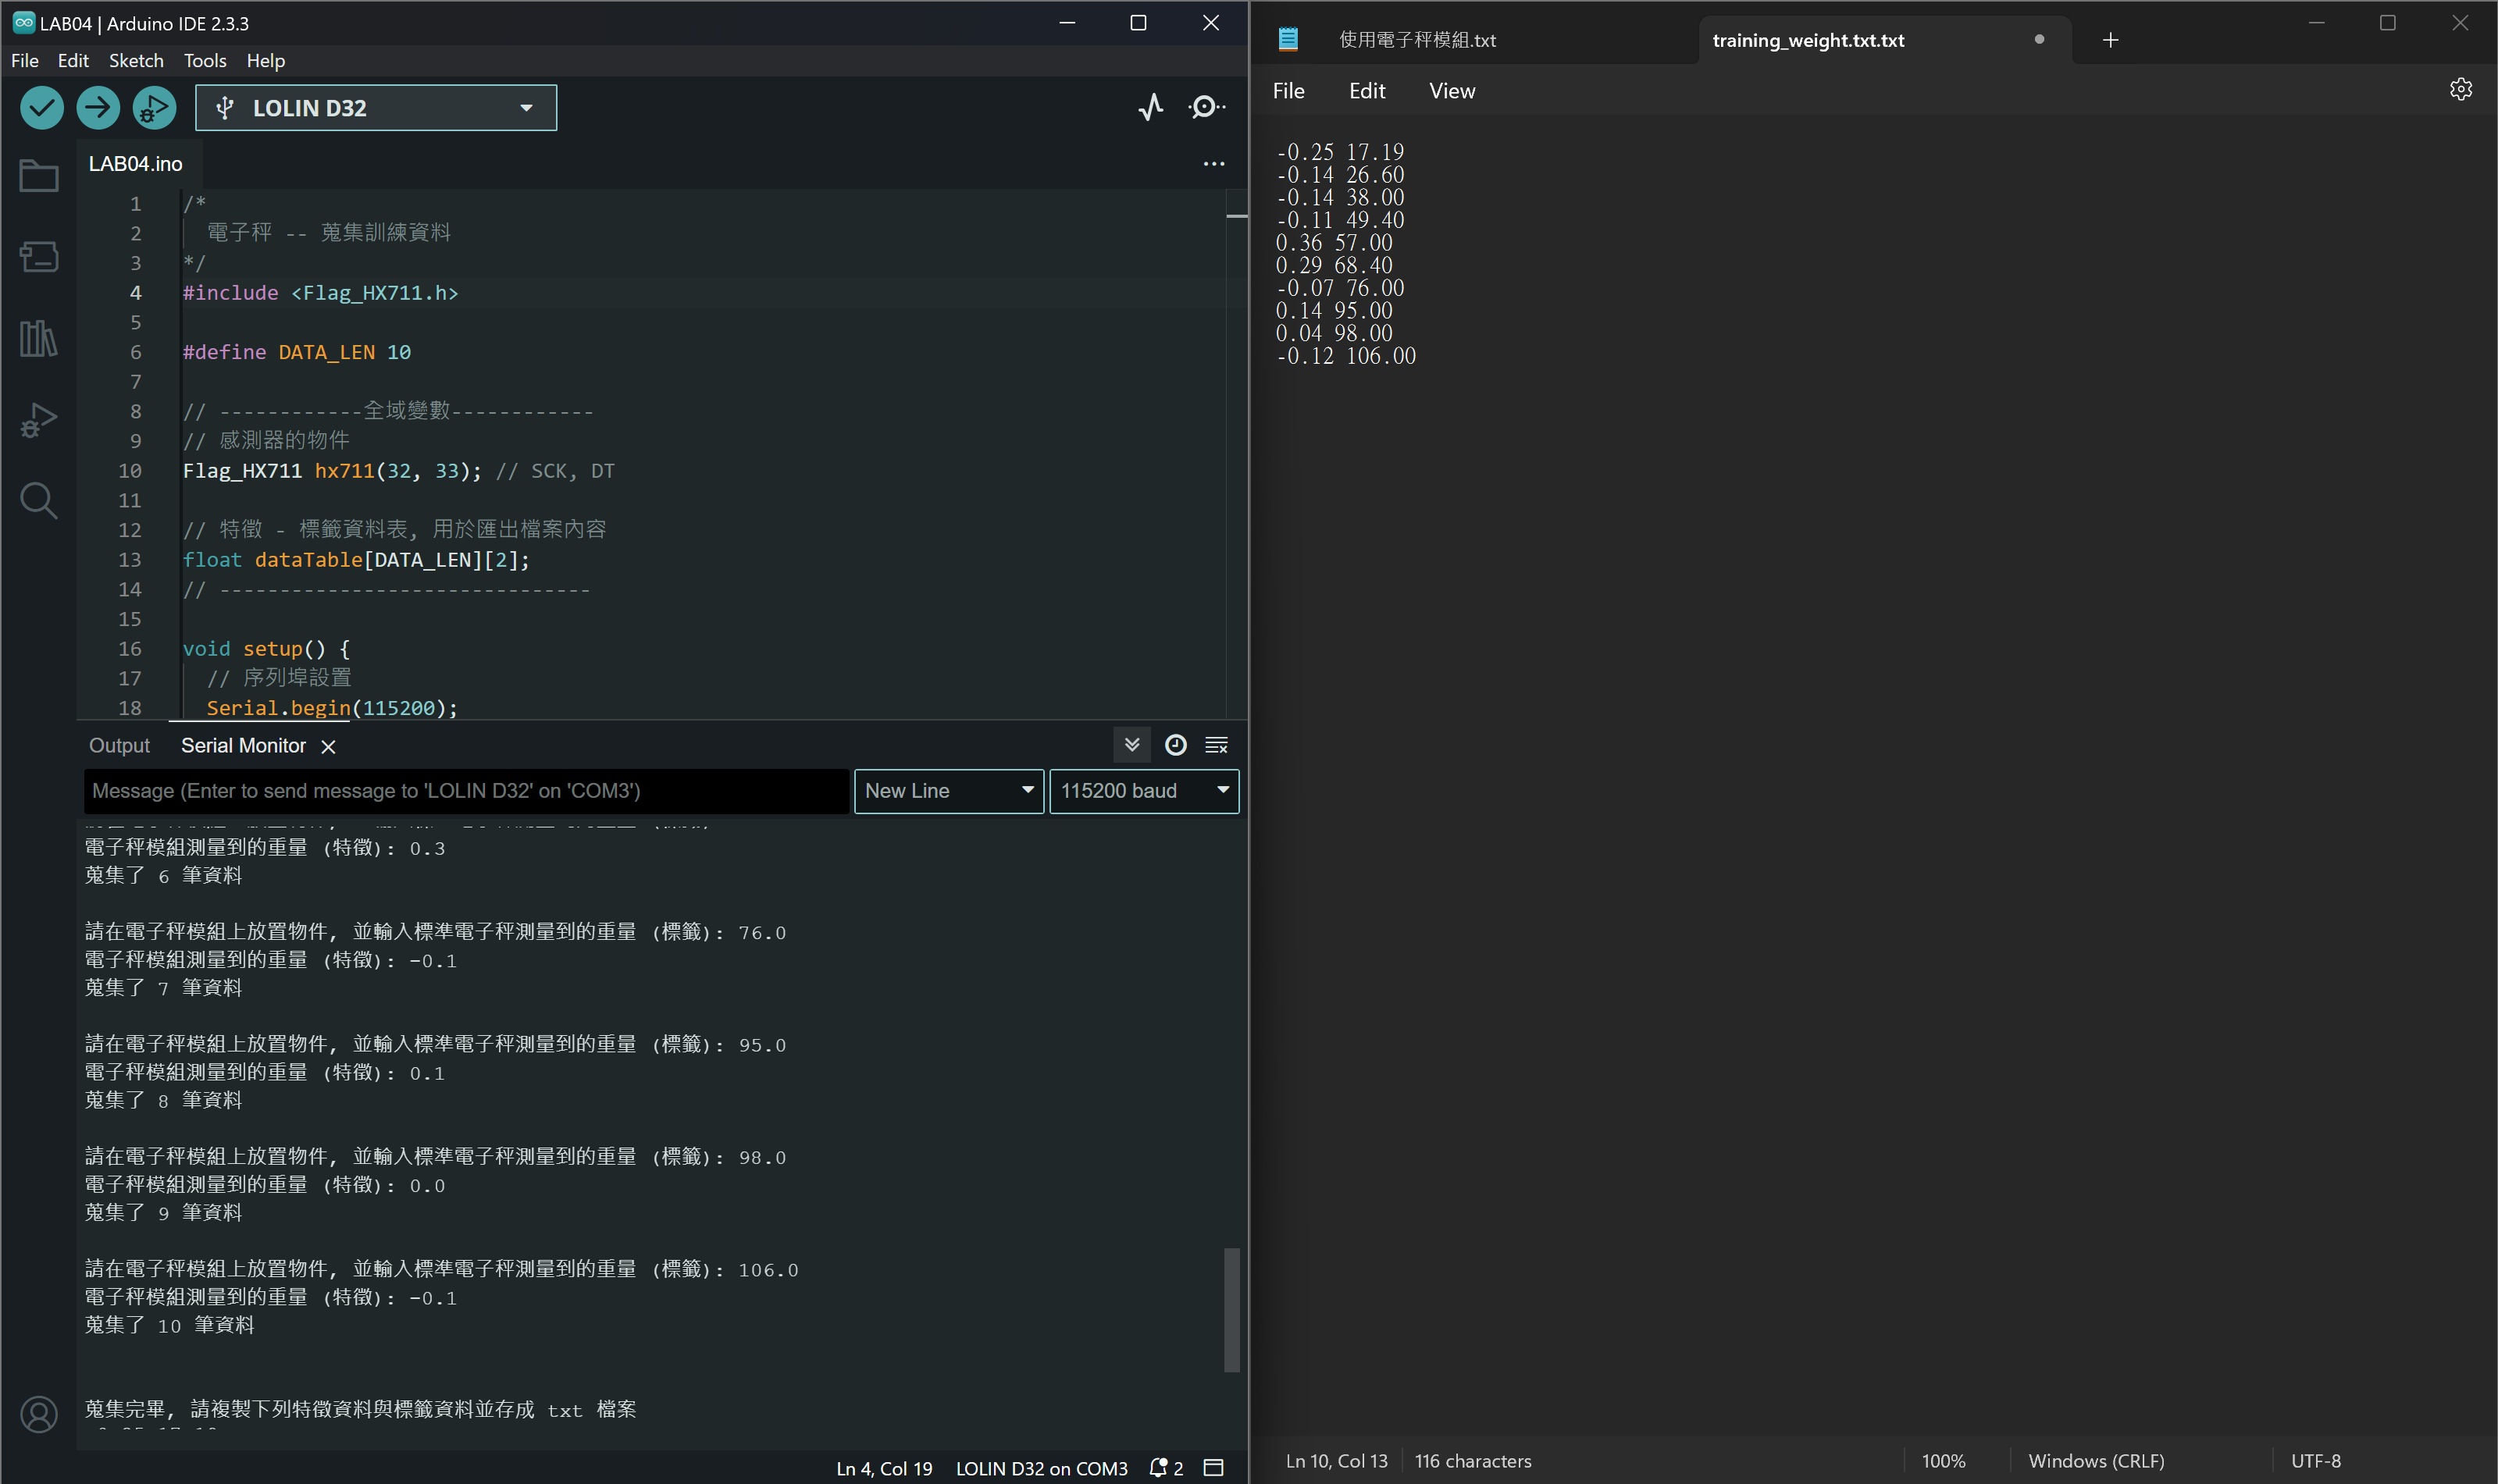 LAB04 | Arduino IDE 2.3.3
File Edit Sketch Tools Help
LOLIN D32
LAB04.ino
1 /*
2 電子秤 -- 蒐集訓練資料
3 */
4 #include <Flag_HX711.h>
5
6 #define DATA_LEN 10
7
8 // ------------全域變數------------
9 // 感測器的物件
10 Flag_HX711 hx711(32, 33); // SCK, DT
11
12 // 特徵 - 標籤資料表, 用於匯出檔案內容
13 float dataTable[DATA_LEN][2];
14 // -------------------------------
15
16 void setup() {
17 // 序列埠設置
18 Serial.begin(115200);
Output Serial Monitor
Message (Enter to send message to 'LOLIN D32' on 'COM3')
New Line
115200 baud
電子秤模組測量到的重量 (特徵): 0.3
蒐集了 6 筆資料
請在電子秤模組上放置物件, 並輸入標準電子秤測量到的重量 (標籤): 76.0
電子秤模組測量到的重量 (特徵): -0.1
蒐集了 7 筆資料
請在電子秤模組上放置物件, 並輸入標準電子秤測量到的重量 (標籤): 95.0
電子秤模組測量到的重量 (特徵): 0.1
蒐集了 8 筆資料
請在電子秤模組上放置物件, 並輸入標準電子秤測量到的重量 (標籤): 98.0
電子秤模組測量到的重量 (特徵): 0.0
蒐集了 9 筆資料
請在電子秤模組上放置物件, 並輸入標準電子秤測量到的重量 (標籤): 106.0
電子秤模組測量到的重量 (特徵): -0.1
蒐集了 10 筆資料
蒐集完畢, 請複製下列特徵資料與標籤資料並存成 txt 檔案
Ln 4, Col 19 LOLIN D32 on COM3 2
使用電子秤模組.txt
training_weight.txt.txt
File Edit View
-0.25 17.19
-0.14 26.60
-0.14 38.00
-0.11 49.40
0.36 57.00
0.29 68.40
-0.07 76.00
0.14 95.00
0.04 98.00
-0.12 106.00
Ln 10, Col 13 116 characters 100% Windows (CRLF) UTF-8